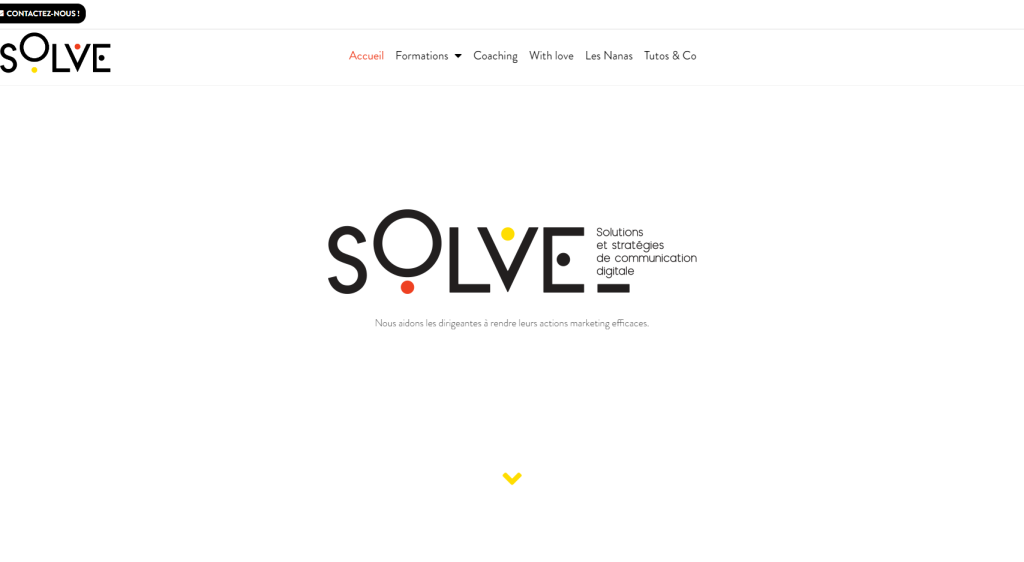 CONTACTEZ-NOUS !
SOLVE
Accueil Formations Coaching With love Les Nanas Tutos & Co
SOLVE
Solutions
et stratégies
de communication
digitale
Nous aidons les dirigeantes à rendre leurs actions marketing efficaces.